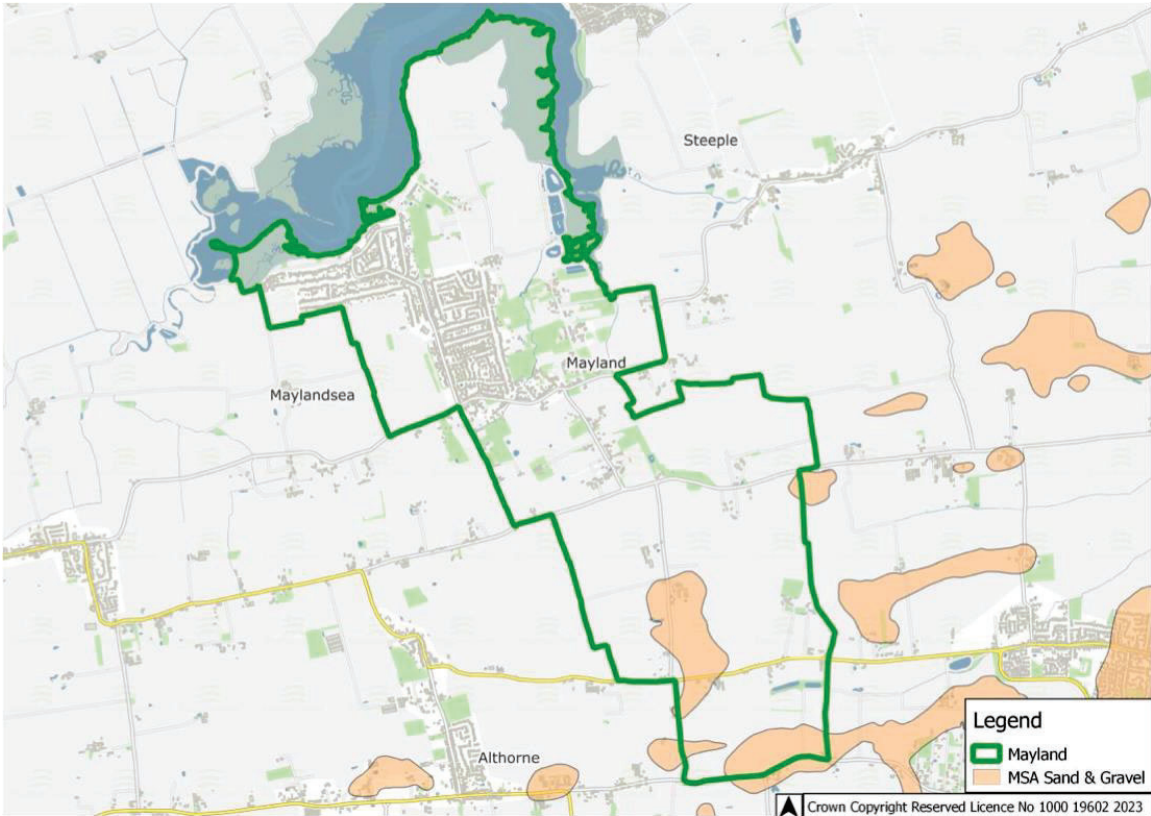 Steeple
Mayland
Maylandsea
Althorne
Legend
Mayland
MSA Sand & Gravel
Crown Copyright Reserved Licence No 1000 19602 2023